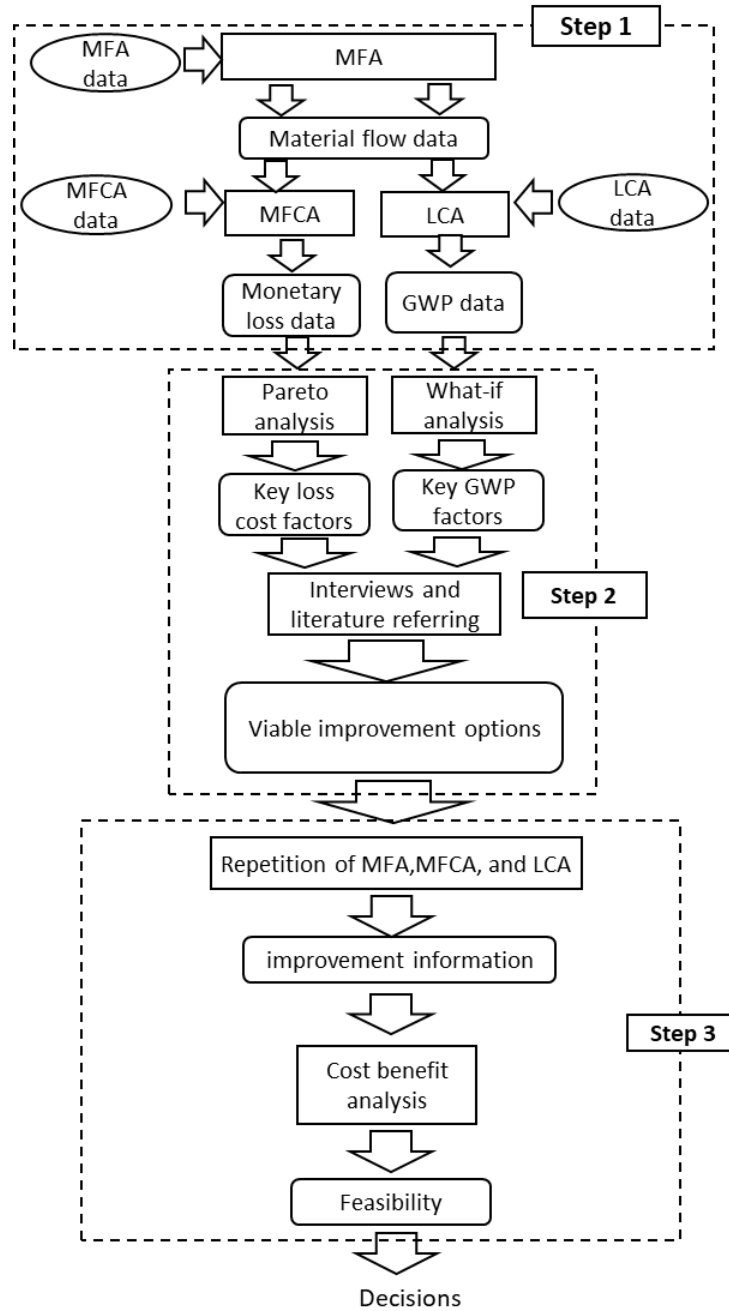 Step 1
MFA
data
MFA
Material flow data
MFCA
data
MFCA
LCA
LCA
data
Monetary
loss data
GWP data
Pareto
analysis
What-if
analysis
Key loss
cost factors
Key GWP
factors
Interviews and
literature referring
Step 2
Viable improvement options
Repetition of MFA,MFCA, and LCA
improvement information
Step 3
Cost benefit
analysis
Feasibility
Decisions